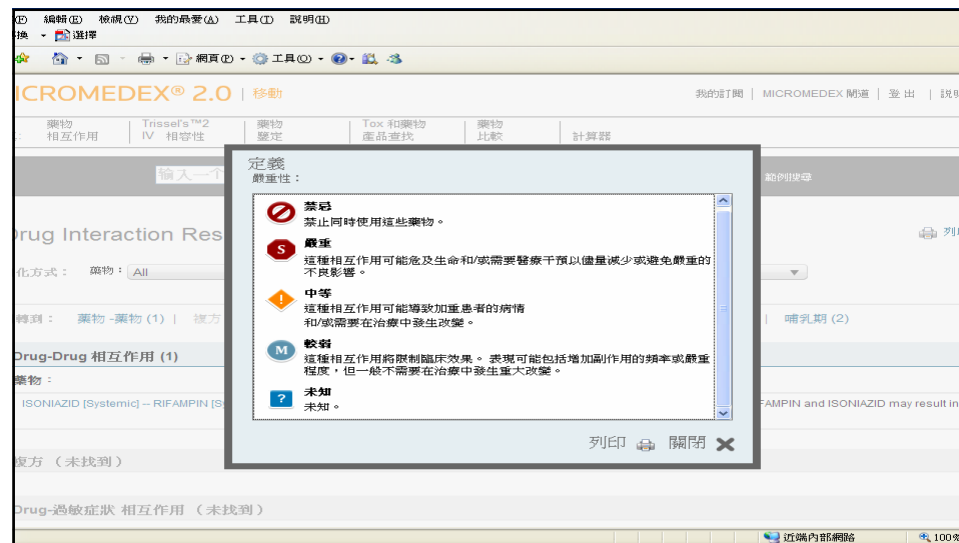 (F) 編輯(E) 檢視(V) 我的最愛(A) 工具(T) 説明(H)
換 選擇
網頁(P) 工具(O)
ICROMEDEX® 2.0 | 移動
我的訂閱 | MICROMEDEX 閘道 | 登出 | 説明
藥物 Trissel's™2 藥物 Tox 和藥物 藥物
相互作用 IV 相容性 鑒定 產品查找 比較 計算器
输入一个
範例搜尋
定義
嚴重性：
禁忌
禁止同時使用這些藥物。
S
嚴重
這種相互作用可能危及生命和/或需要醫療干預以儘量減少或避免嚴重的
不良影響。
!
中等
這種相互作用可能導致加重患者的病情
和/或需要在治療中發生改變。
M
較弱
這種相互作用將限制臨床效果。 表現可能包括增加副作用的頻率或嚴重
程度，但一般不需要在治療中發生重大改變。
?
未知
未知。
列印 關閉
Drug Interaction Res
列印
化方式： 藥物： All
轉到： 藥物 -藥物 (1) | 複方 | 哺乳期 (2)
Drug-Drug 相互作用 (1)
藥物：
ISONIAZID [Systemic] -- RIFAMPIN [S FAMPIN and ISONIAZID may result in
複方 （未找到）
Drug-過敏症狀 相互作用 （未找到）
近端內部網路 100%